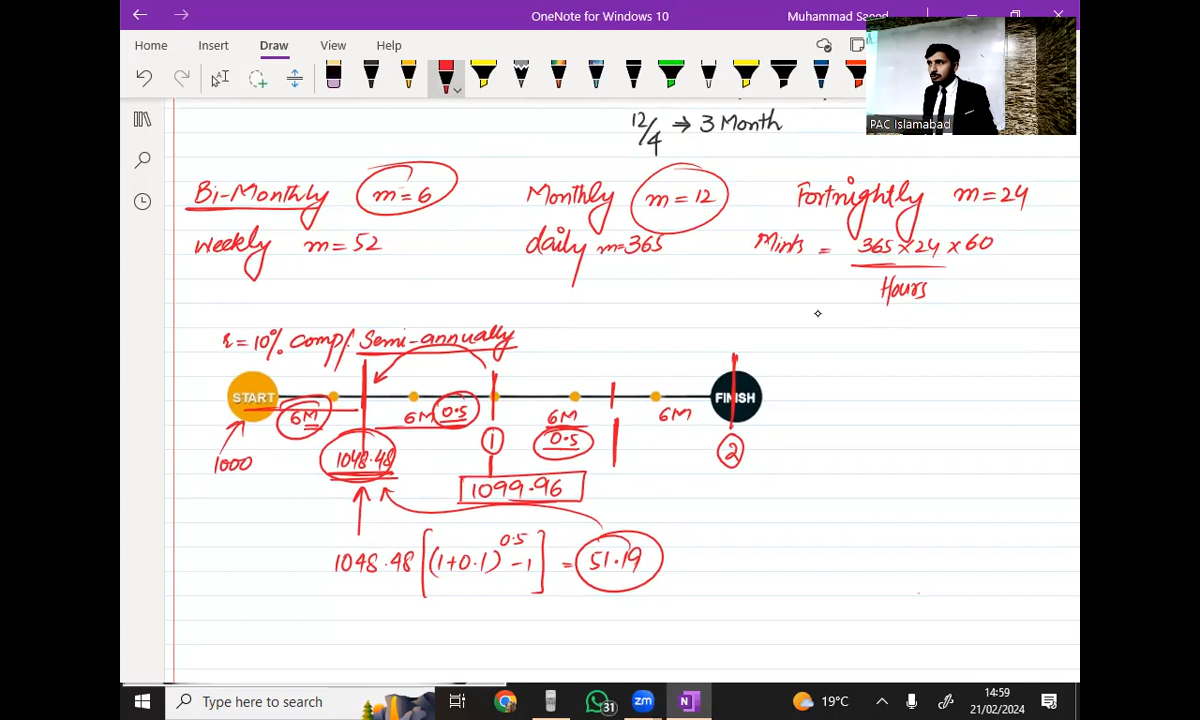 OneNote for Windows 10
Muhammad Saeed
Home Insert Draw View Help
PAC Islamabad
12/4 → 3 Month
Bi-Monthly m=6 Monthly m=12 Fortnightly m=24
Weekly m=52 daily m=365 Mints = 365×24×60
Hours
r=10% Comp/. Semi-annually
START FINISH
6M 6M 0.5 6M 6M
0.5
1000 1048.48 1 2
1099.96
1048.48[(1+0.1)^0.5 -1] = 51.19
Type here to search
31
zm
N
19°C
14:59
21/02/2024